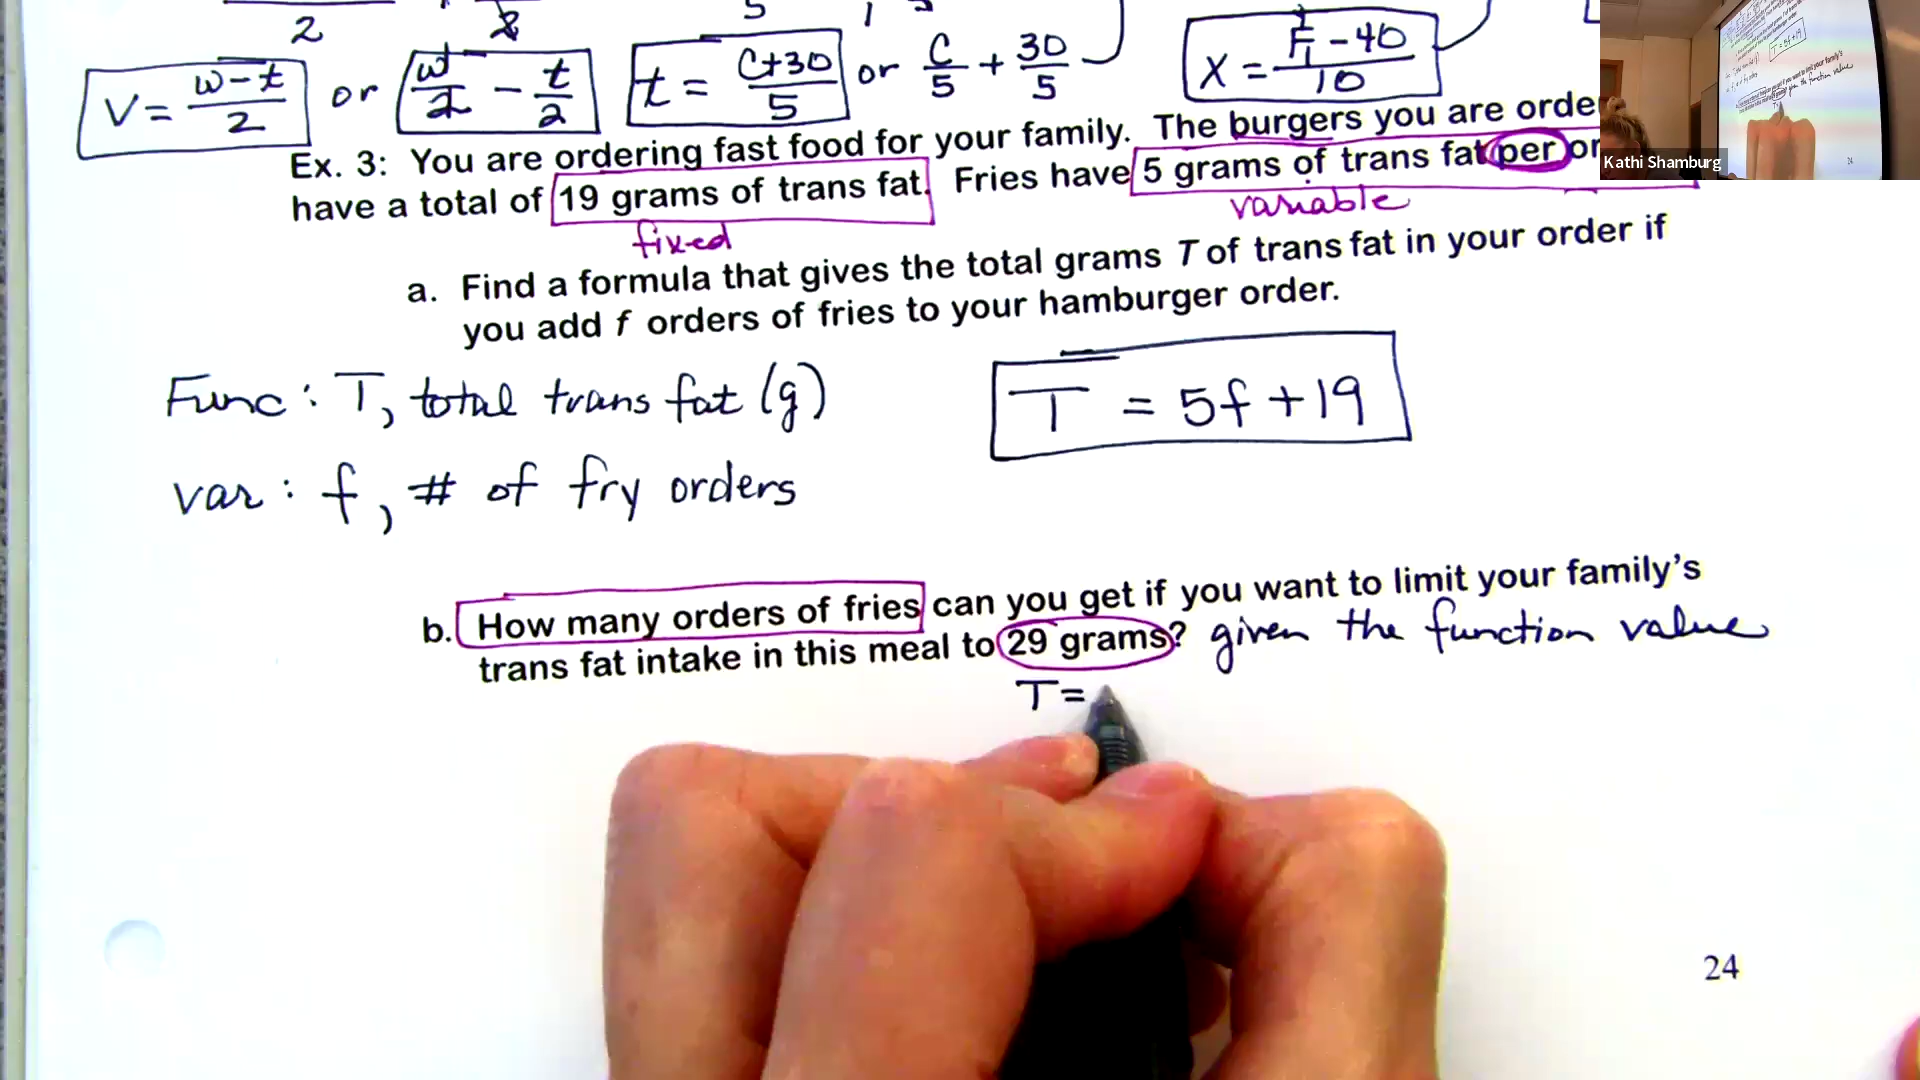 2
5
V = w - t / 2 or w / 2 - t / 2 t = C + 30 / 5 or C / 5 + 30 / 5 x = F - 40 / 10
Ex. 3: You are ordering fast food for your family. The burgers you are orde
have a total of 19 grams of trans fat. Fries have 5 grams of trans fat per or
fixed variable
a. Find a formula that gives the total grams T of trans fat in your order if
you add f orders of fries to your hamburger order.
Func : T, total trans fat (g)
T = 5f + 19
var : f, # of fry orders
b. How many orders of fries can you get if you want to limit your family's
trans fat intake in this meal to 29 grams? given the function value
T =
24
Kathi Shamburg
T = 5f + 19